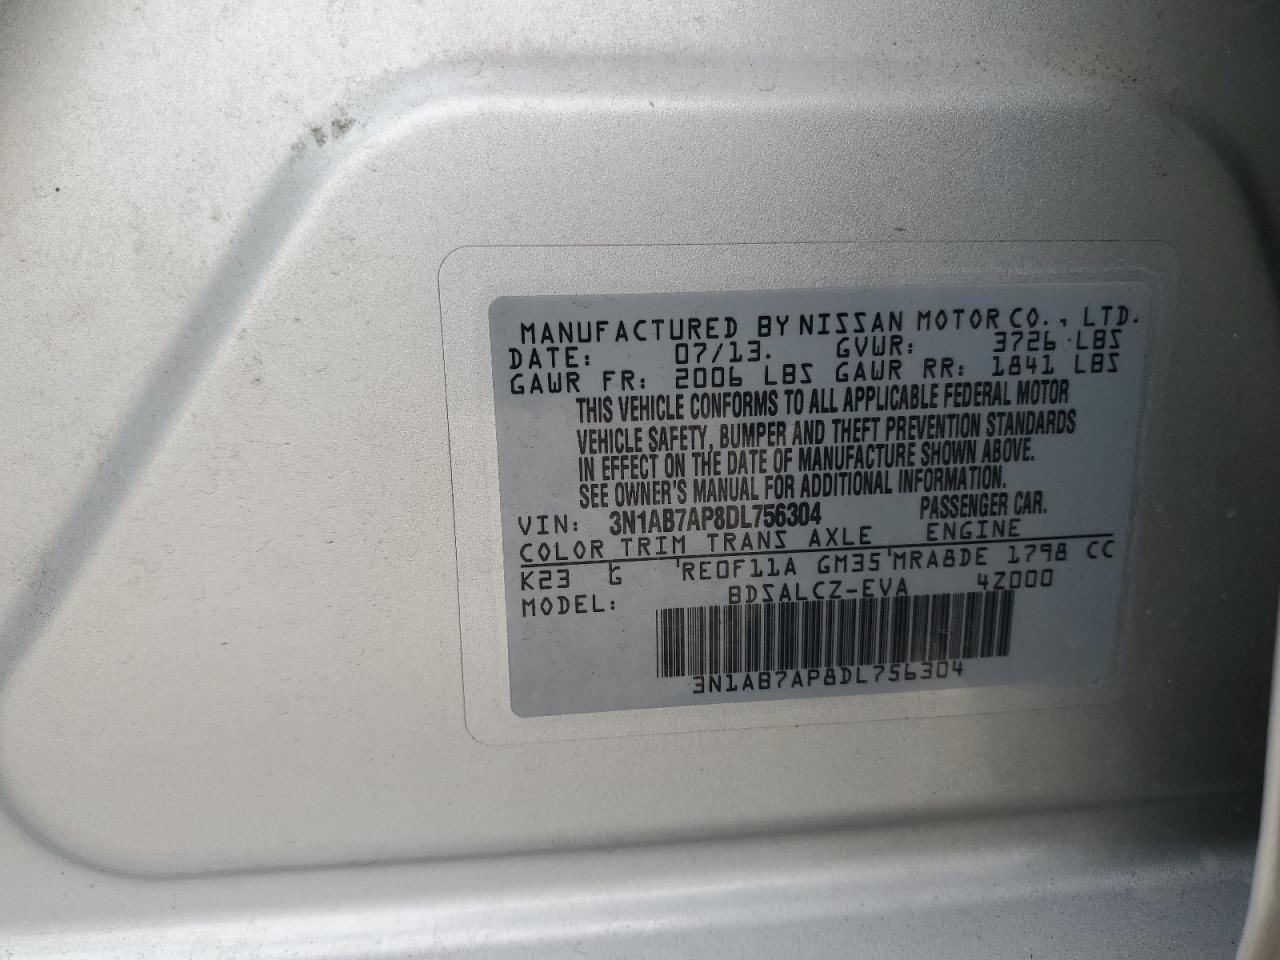 MANUFACTURED BY NISSAN MOTOR CO., LTD.
DATE: 07/13. GVWR: 3726 LBS
GAWR FR: 2006 LBS GAWR RR: 1841 LBS
THIS VEHICLE CONFORMS TO ALL APPLICABLE FEDERAL MOTOR
VEHICLE SAFETY, BUMPER AND THEFT PREVENTION STANDARDS
IN EFFECT ON THE DATE OF MANUFACTURE SHOWN ABOVE.
SEE OWNER'S MANUAL FOR ADDITIONAL INFORMATION.
VIN: 3N1AB7AP8DL756304 PASSENGER CAR.
COLOR TRIM TRANS AXLE ENGINE
K23 G RE0F11A GM35 MRA8DE 1798 CC
MODEL: BDSALCZ-EVA 4Z000
3N1AB7AP8DL756304